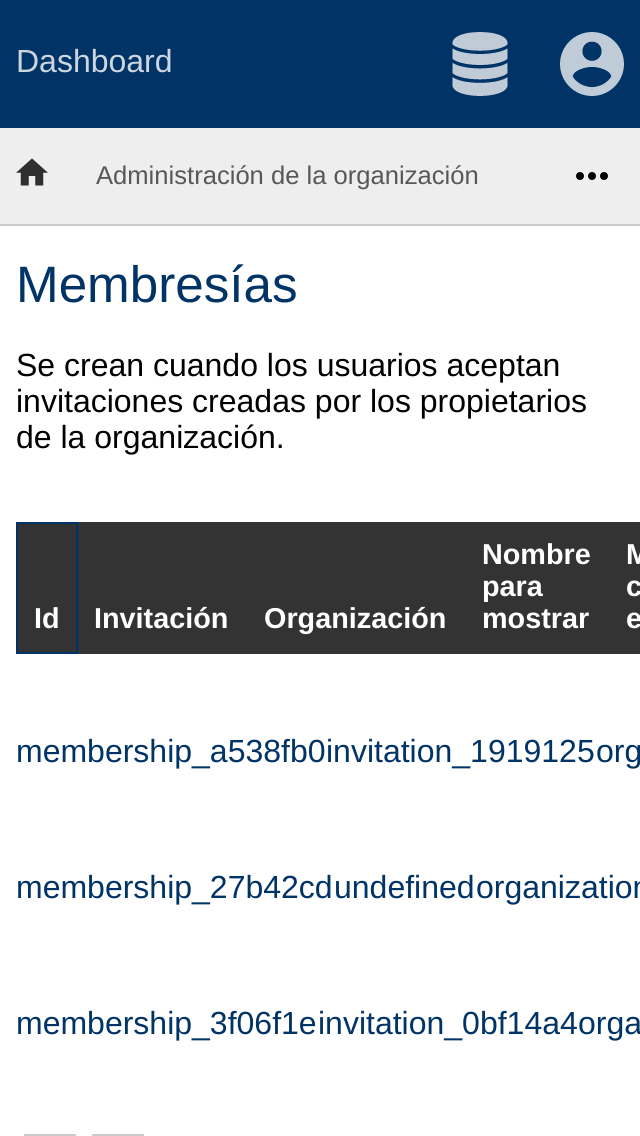 Dashboard
Administración de la organización
Membresías
Se crean cuando los usuarios aceptan
invitaciones creadas por los propietarios
de la organización.
Id Invitación Organización Nombre para mostrar
membership_a538fb0invitation_1919125org
membership_27b42cdundefinedorganization
membership_3f06f1einvitation_0bf14a4orga